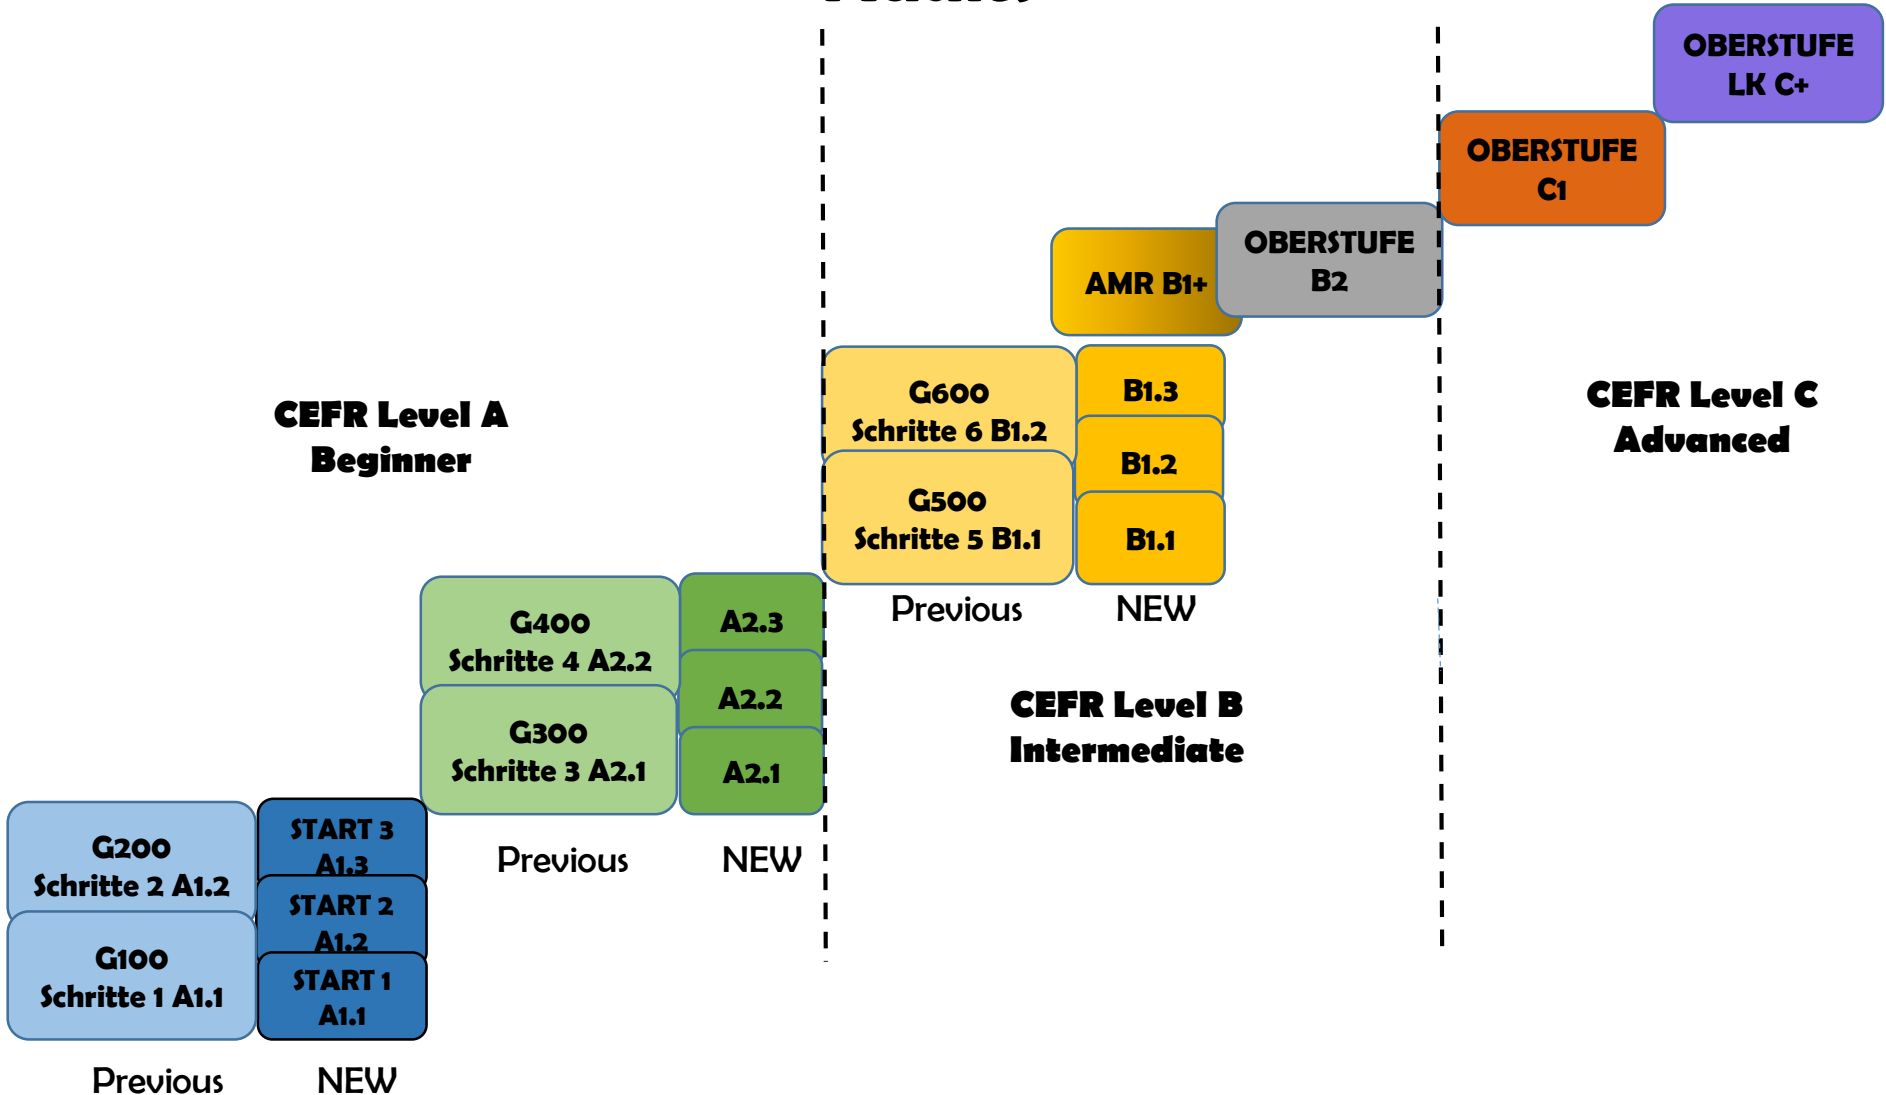 OBERSTUFE
LK C+
OBERSTUFE
C1
OBERSTUFE
B2
AMR B1+
CEFR Level A
Beginner
G600
Schritte 6 B1.2
B1.3
B1.2
G500
Schritte 5 B1.1
B1.1
Previous
NEW
CEFR Level C
Advanced
CEFR Level B
Intermediate
G400
Schritte 4 A2.2
A2.3
A2.2
G300
Schritte 3 A2.1
A2.1
Previous
NEW
G200
Schritte 2 A1.2
START 3
A1.3
START 2
A1.2
G100
Schritte 1 A1.1
START 1
A1.1
Previous
NEW